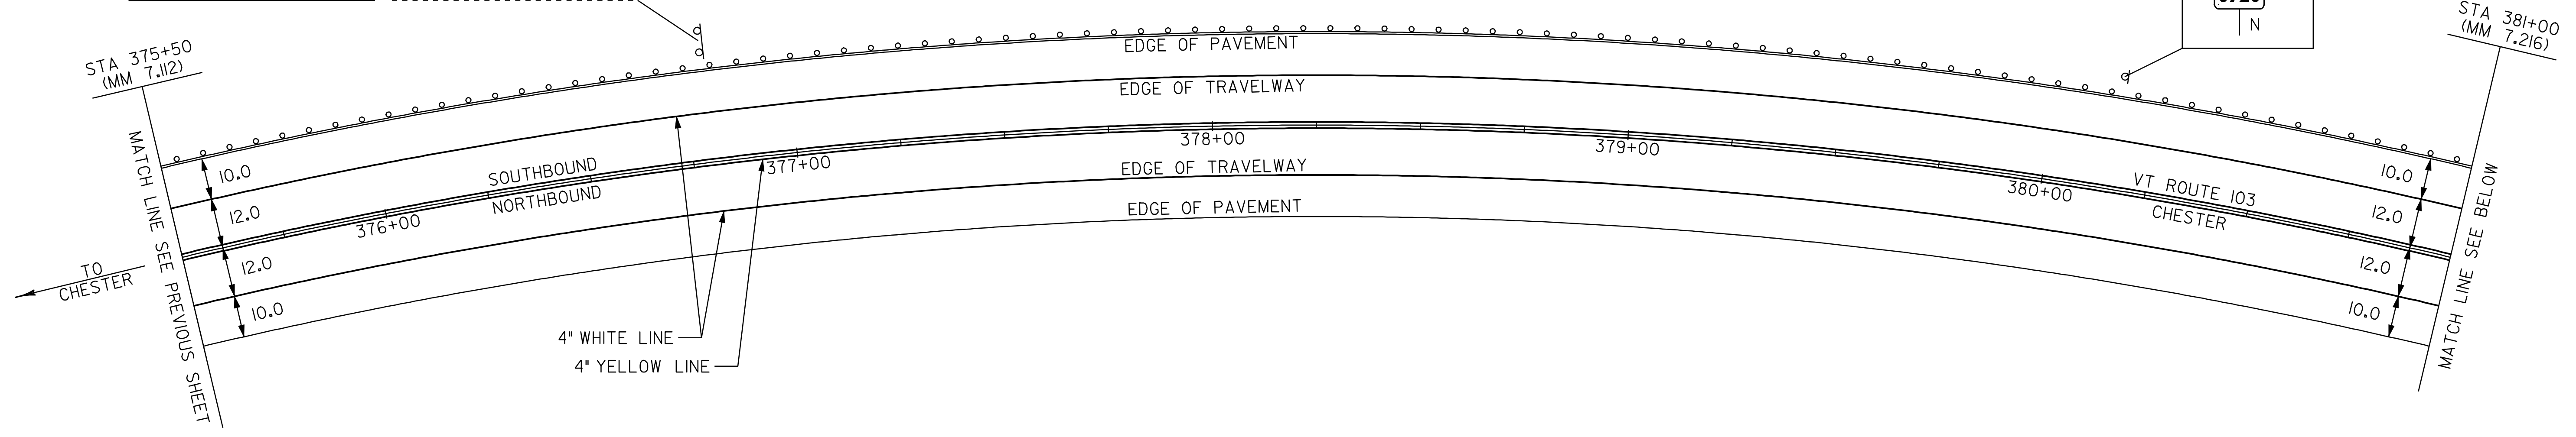 STA 375+50
(MM 7.112)
MATCH LINE SEE PREVIOUS SHEET
TO
CHESTER
10.0
12.0
12.0
10.0
SOUTHBOUND
NORTHBOUND
376+00
377+00
378+00
379+00
380+00
EDGE OF PAVEMENT
EDGE OF TRAVELWAY
EDGE OF TRAVELWAY
EDGE OF PAVEMENT
4" WHITE LINE
4" YELLOW LINE
N
VT ROUTE 103
CHESTER
10.0
12.0
12.0
10.0
STA 381+00
(MM 7.216)
MATCH LINE SEE BELOW